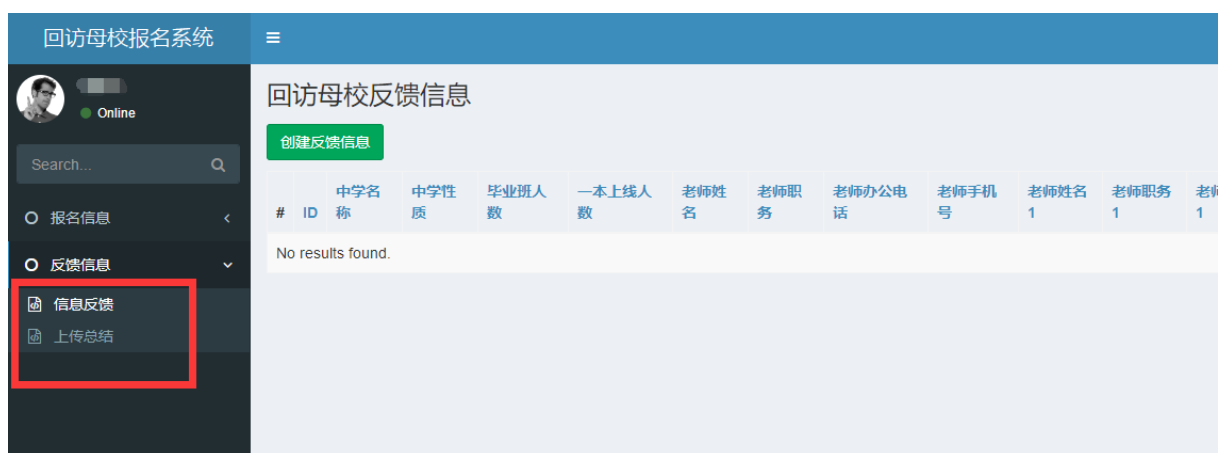 回访母校报名系统
Online
Search...
报名信息
反馈信息
信息反馈
上传总结
回访母校反馈信息
创建反馈信息
# ID 中学名称 中学性质 毕业班人数 一本上线人数 老师姓名 老师职务 老师办公电话 老师手机号 老师姓名1 老师职务1
No results found.